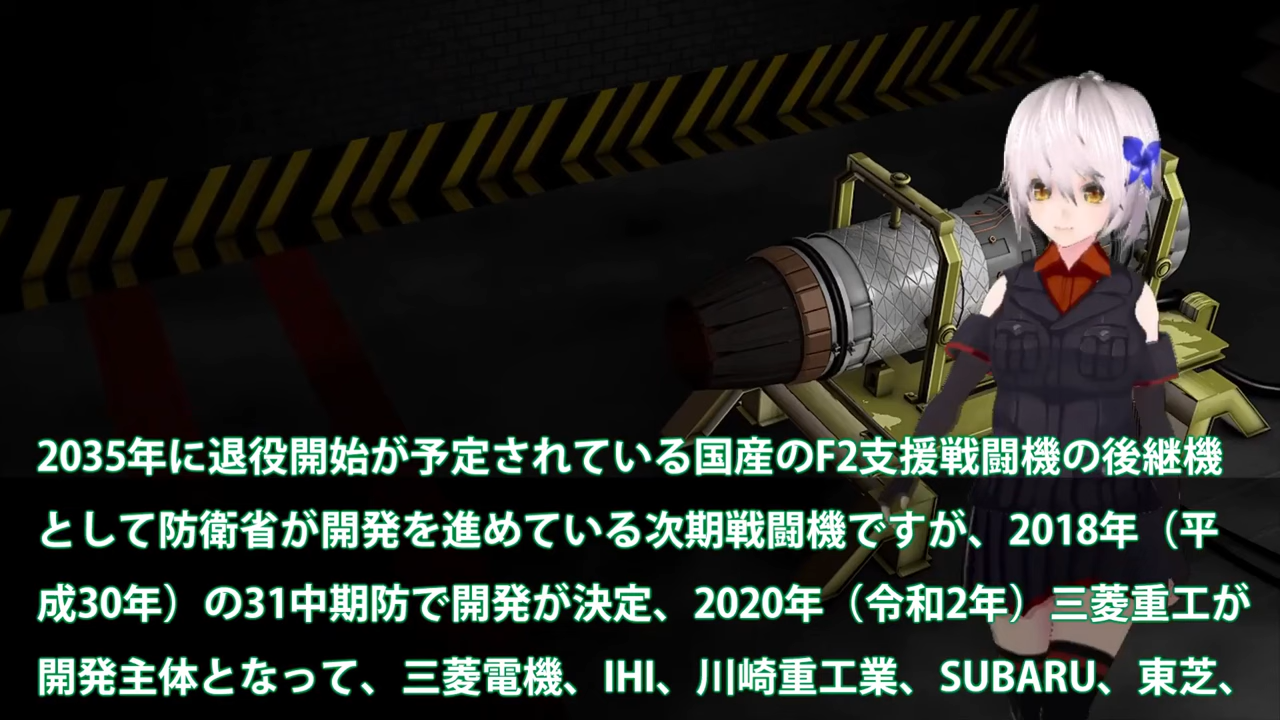 2035年に退役開始が予定されている国産のF2支援戦闘機の後継機
として防衛省が開発を進めている次期戦闘機ですが、2018年（平
成30年）の31中期防で開発が決定、2020年（令和2年）三菱重工が
開発主体となって、三菱電機、IHI、川崎重工業、SUBARU、東芝、